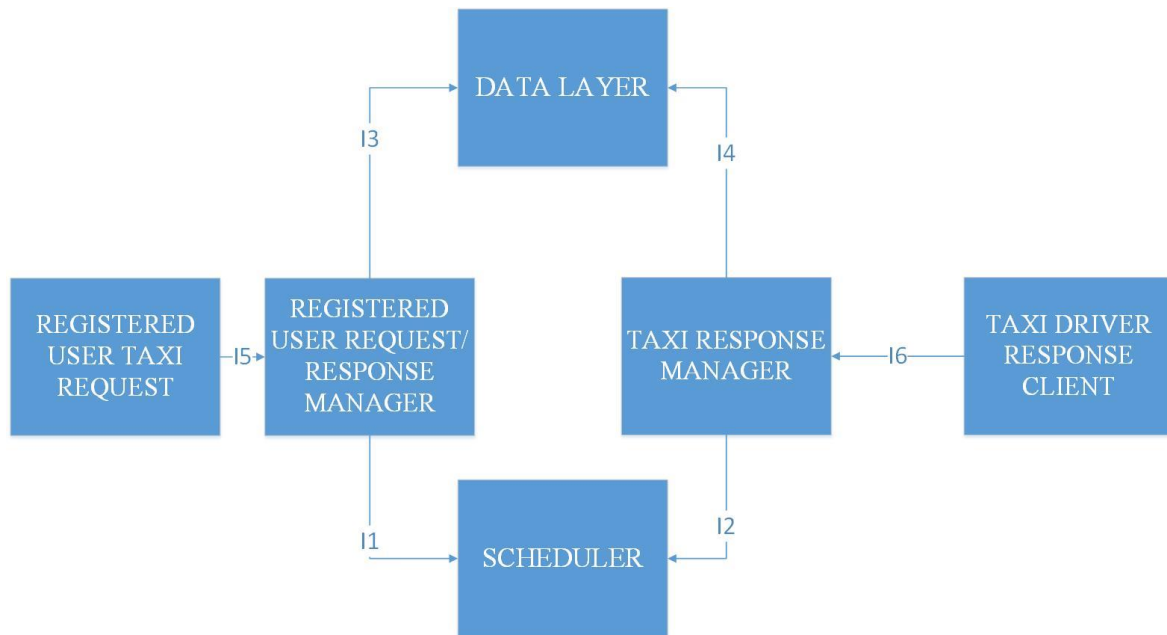 DATA LAYER
I3
I4
REGISTERED
USER TAXI
REQUEST
I5
REGISTERED
USER REQUEST/
RESPONSE
MANAGER
TAXI RESPONSE
MANAGER
I6
TAXI DRIVER
RESPONSE
CLIENT
I1
I2
SCHEDULER